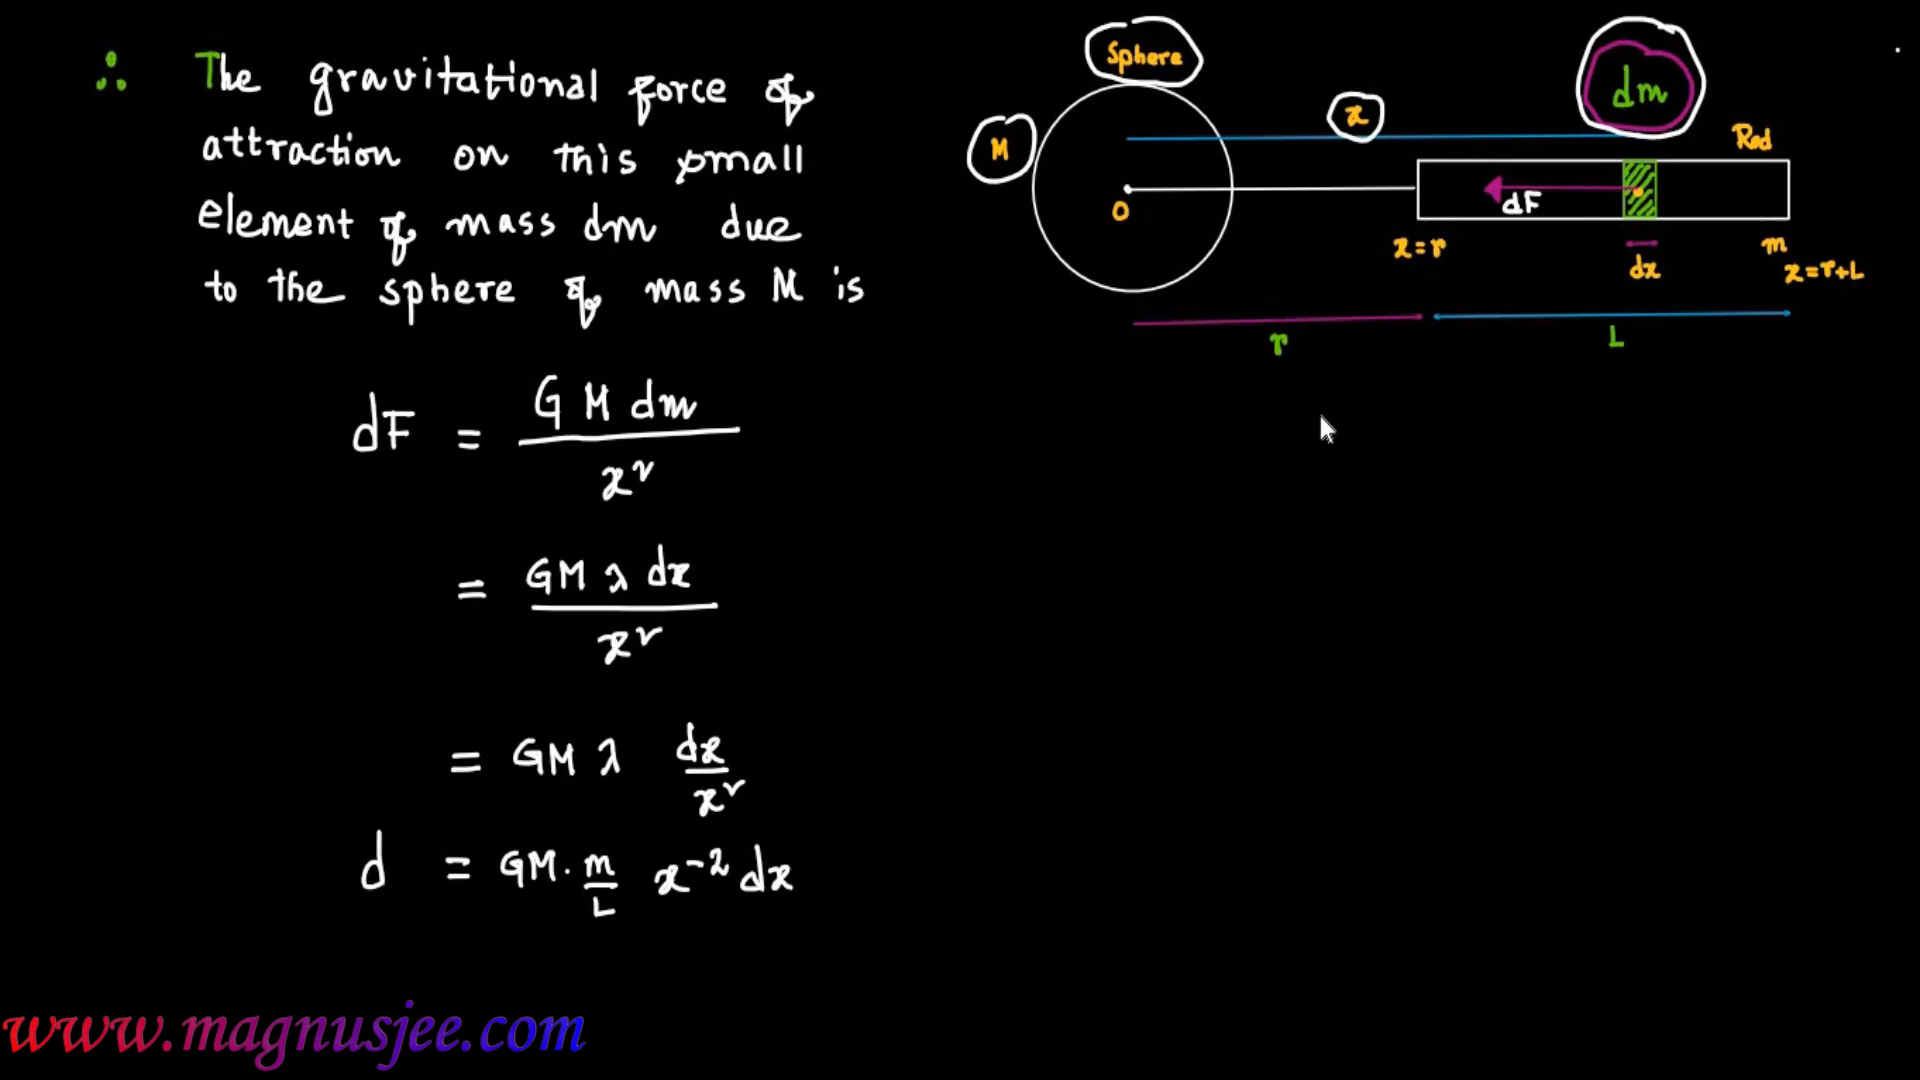 ∴ The gravitational force of
attraction on this small
element of mass dm due
to the sphere of mass M is
dF = G M dm / x²
= GM λ dx / x²
= GM λ dx / x²
d = GM · m/L x⁻² dx
Sphere
M
x
dm
Rod
O
dF
x=r
dx
m
x=r+L
r
L
www.magnusjee.com